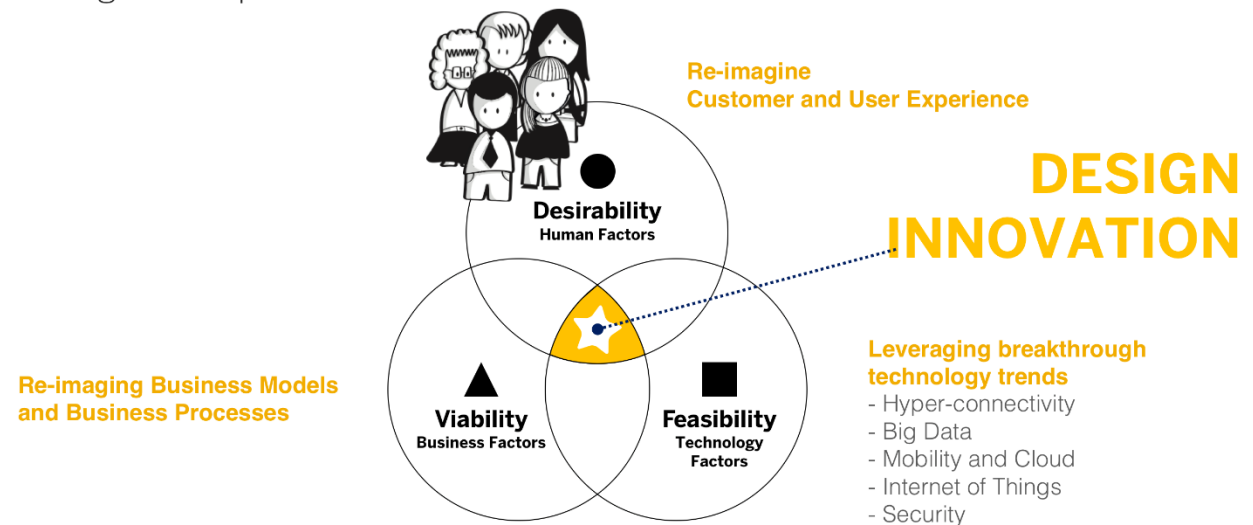 Re-imagine
Customer and User Experience
DESIGN
INNOVATION
Desirability
Human Factors
Re-imaging Business Models
and Business Processes
Viability
Business Factors
Feasibility
Technology
Factors
Leveraging breakthrough
technology trends
- Hyper-connectivity
- Big Data
- Mobility and Cloud
- Internet of Things
- Security